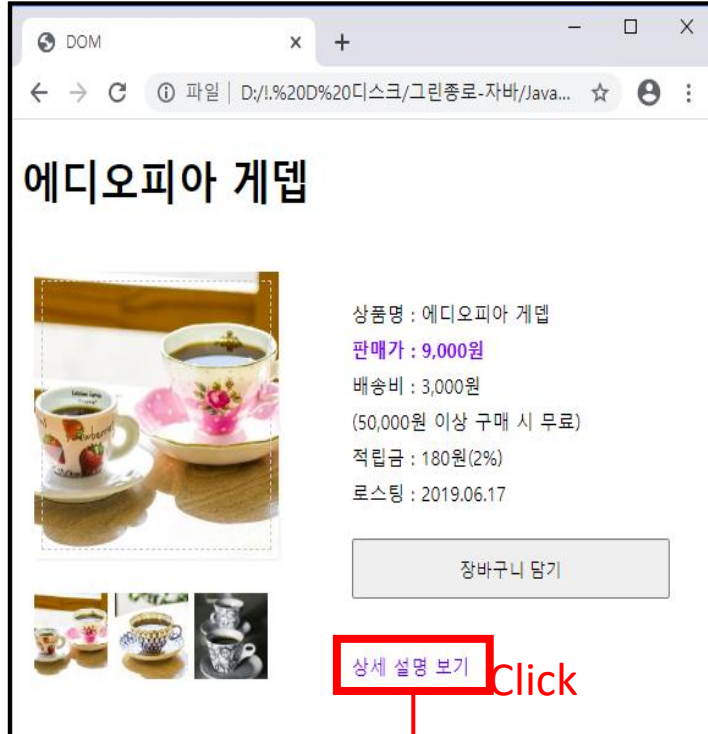 DOM
파일 | D:/!.%20D%20디스크/그린종로-자바/Java...
에디오피아 게뎁
상품명 : 에디오피아 게뎁
판매가 : 9,000원
배송비 : 3,000원
(50,000원 이상 구매 시 무료)
적립금 : 180원(2%)
로스팅 : 2019.06.17
장바구니 담기
상세 설명 보기
Click